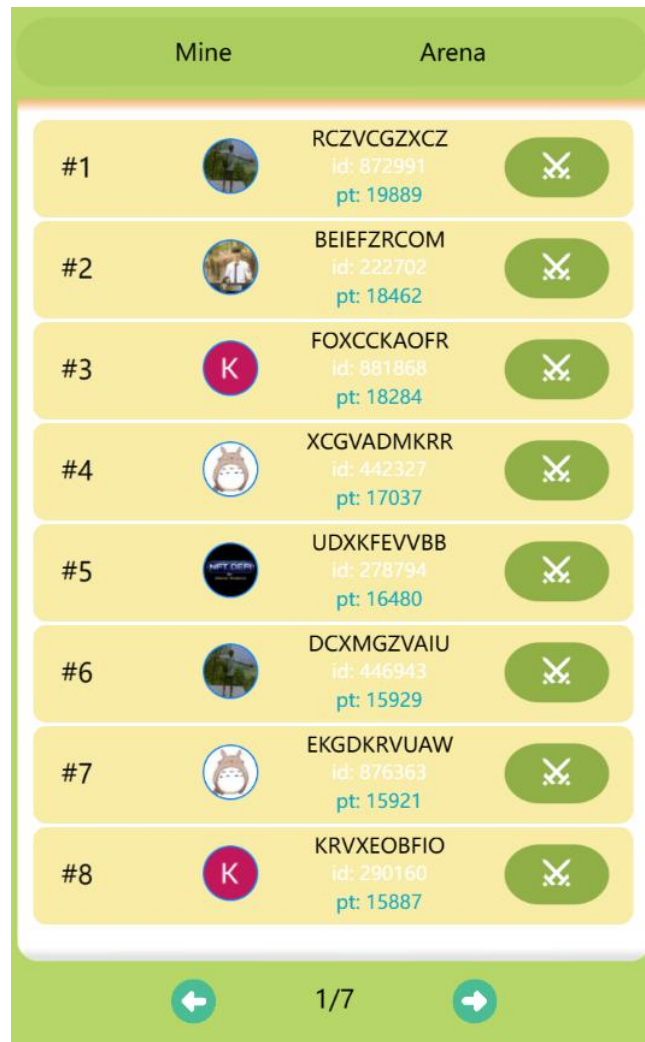 Mine Arena
#1
RCZVCGZXCZ
id: 872991
pt: 19889
#2
BEIEFZRCOM
id: 222702
pt: 18462
#3
K
FOXCCKAOFR
id: 881868
pt: 18284
#4
XCGVADMKRR
id: 442327
pt: 17037
#5
NFT DEFI
UDXKFEVVBB
id: 278794
pt: 16480
#6
DCXMGZVAIU
id: 446943
pt: 15929
#7
EKGDKRVUAW
id: 876363
pt: 15921
#8
K
KRVXEOBFIO
id: 290160
pt: 15887
1/7